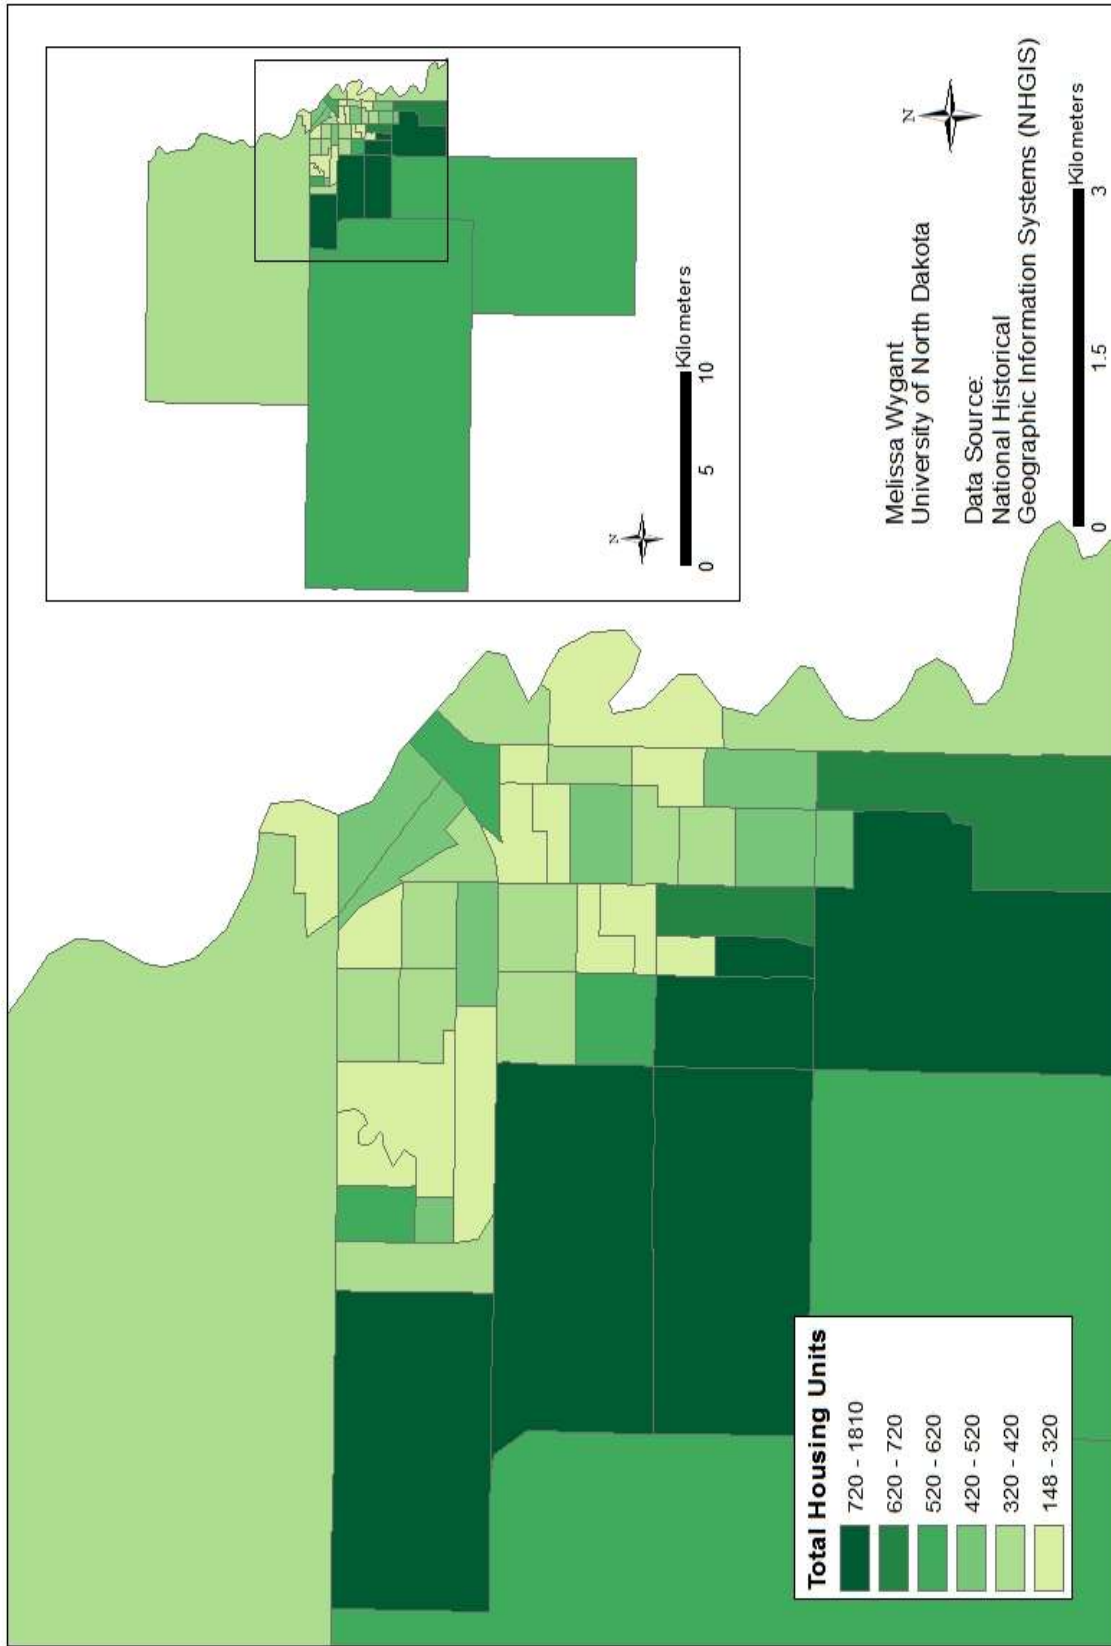 N
Kilometers
0 5 10
Melissa Wygant
University of North Dakota
Data Source:
National Historical
Geographic Information Systems (NHGIS)
N
Kilometers
0 1.5 3
Total Housing Units
720 - 1810
620 - 720
520 - 620
420 - 520
320 - 420
148 - 320